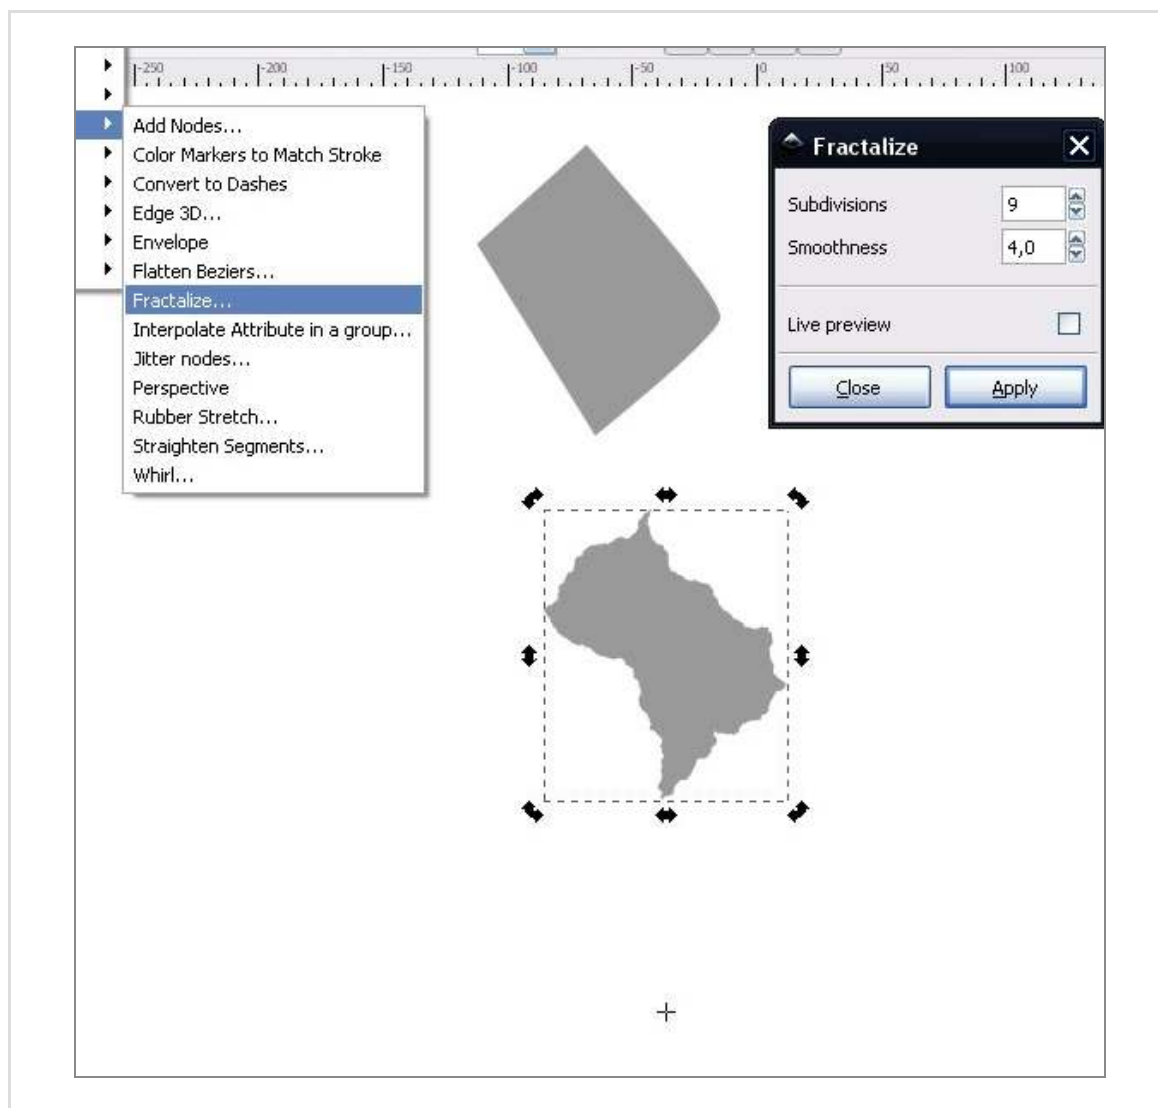 -250 -200 -150 -100 -50 0 50 100
Add Nodes...
Color Markers to Match Stroke
Convert to Dashes
Edge 3D...
Envelope
Flatten Beziers...
Fractalize...
Interpolate Attribute in a group...
Jitter nodes...
Perspective
Rubber Stretch...
Straighten Segments...
Whirl...
Fractalize
Subdivisions 9
Smoothness 4,0
Live preview
Close Apply